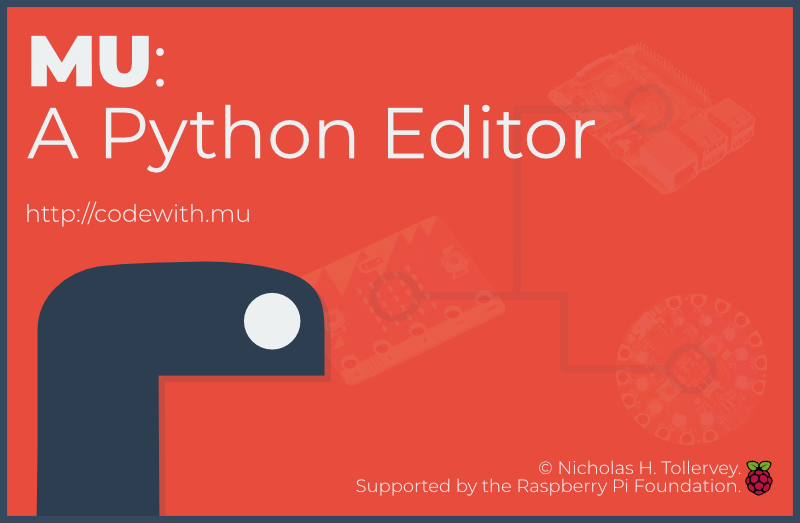 MU:
A Python Editor
http://codewith.mu
© Nicholas H. Tollervey.
Supported by the Raspberry Pi Foundation.